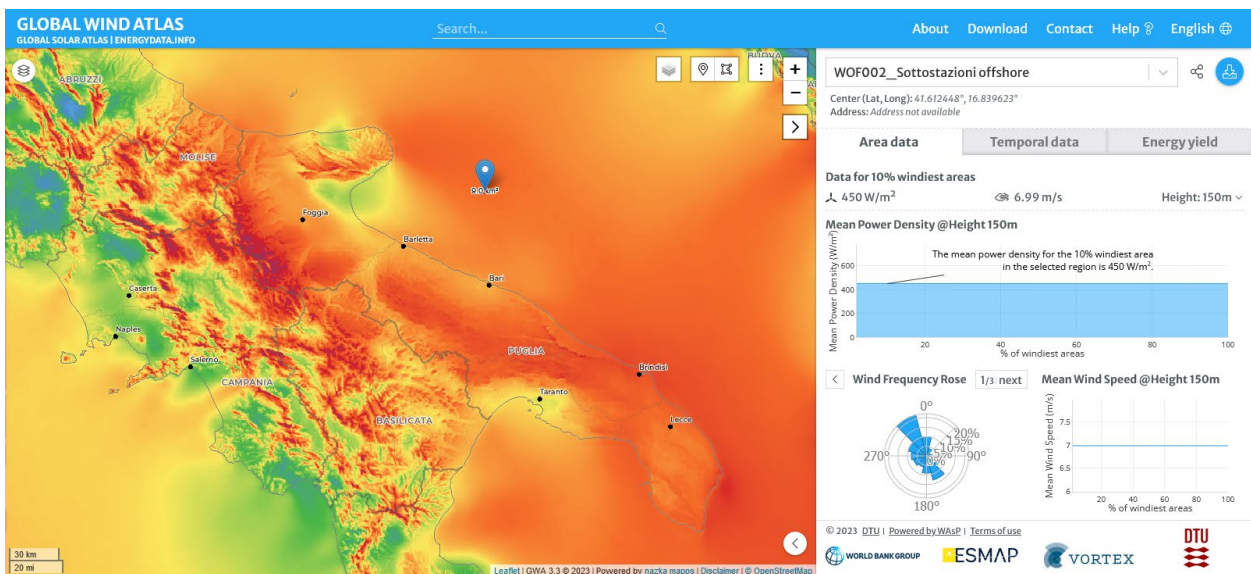 GLOBAL WIND ATLAS
GLOBAL SOLAR ATLAS | ENERGYDATA.INFO
Search...
About Download Contact Help English
ABRUZZI
MOLISE
Foggia
Barletta
Bari
Caserta
Naples
Salerno
CAMPANIA
PUGLIA
BASILICATA
Taranto
Brindisi
Lecce
+
−
30 km
20 mi
Leaflet | GWA 3.3 © 2023 | Powered by nazka mapps | Disclaimer | © OpenStreetMap
WOF002_Sottostazioni offshore
Center (Lat, Long): 41.612448°, 16.839623°
Address: Address not available
Area data Temporal data Energy yield
Data for 10% windiest areas
450 W/m² 6.99 m/s Height: 150m
Mean Power Density @Height 150m
Mean Power Density (W/m²)
The mean power density for the 10% windiest area
in the selected region is 450 W/m².
600
400
200
0
20 40 60 80 100
% of windiest areas
Wind Frequency Rose 1/3 next
0°
20%
15%
10%
5%
0%
270° 90°
180°
Mean Wind Speed @Height 150m
Mean Wind Speed (m/s)
7.5
7
6.5
6
20 40 60 80 100
% of windiest areas
© 2023 DTU | Powered by WAsP | Terms of use
WORLD BANK GROUP ESMAP VORTEX DTU